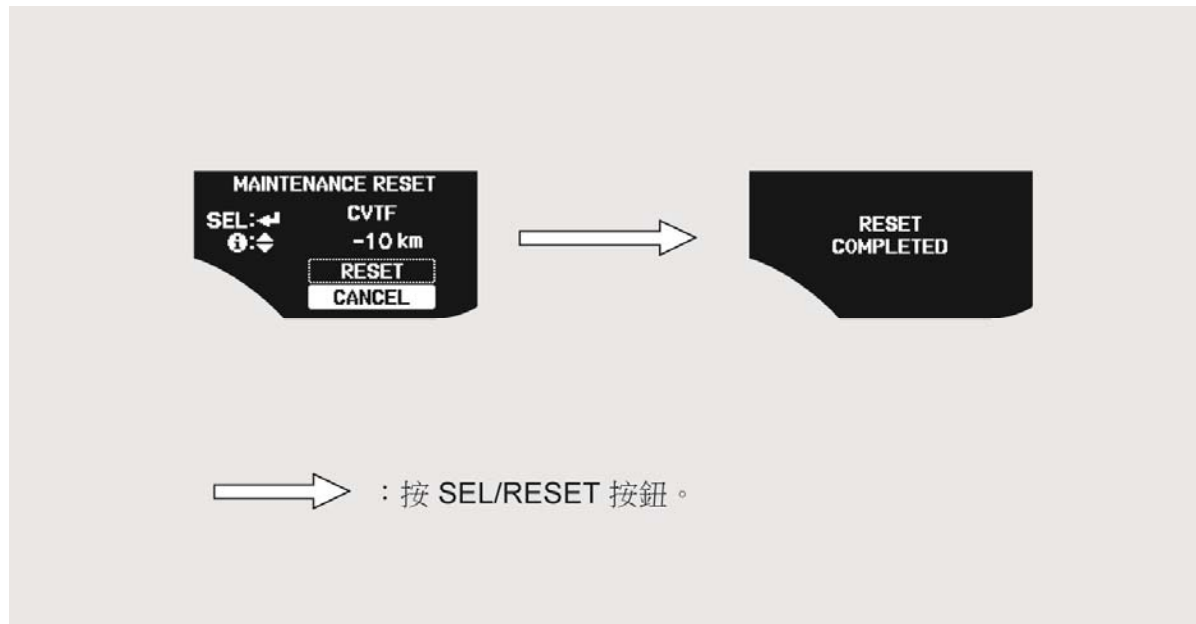 MAINTENANCE RESET
SEL:↵ CVTF
ℹ:♦ -10 km
RESET
CANCEL
RESET
COMPLETED
：按 SEL/RESET 按鈕。